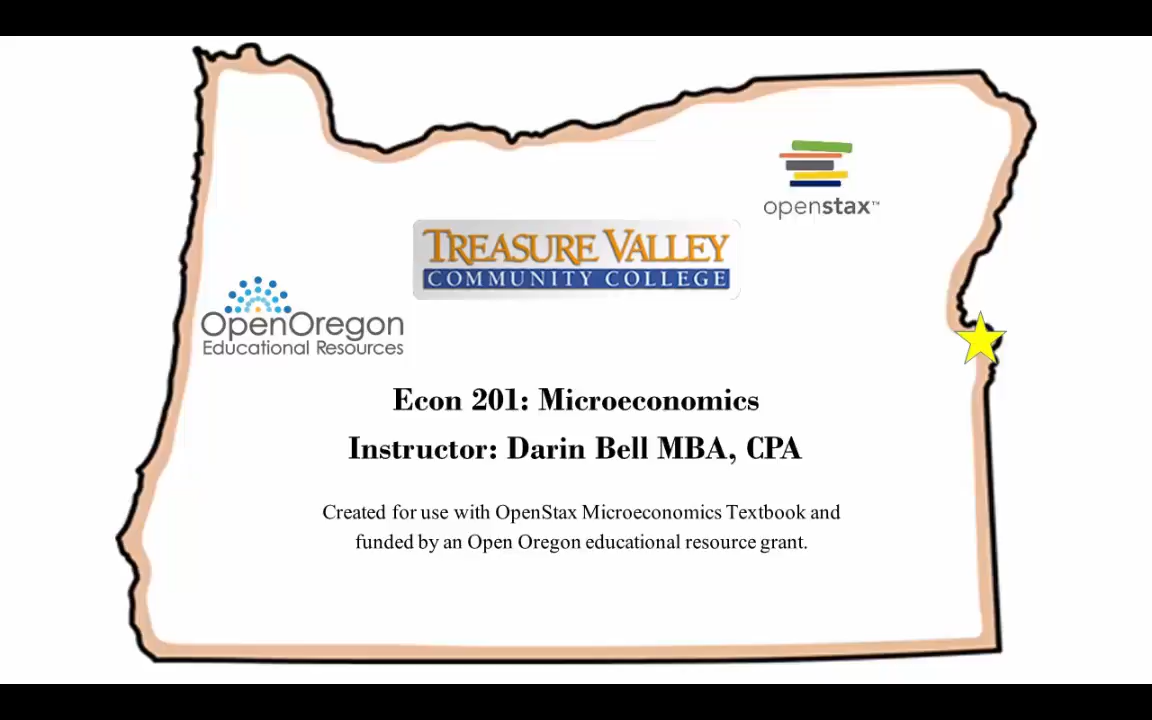 openstax™
TREASURE VALLEY
COMMUNITY COLLEGE
OpenOregon
Educational Resources
Econ 201: Microeconomics
Instructor: Darin Bell MBA, CPA
Created for use with OpenStax Microeconomics Textbook and
funded by an Open Oregon educational resource grant.